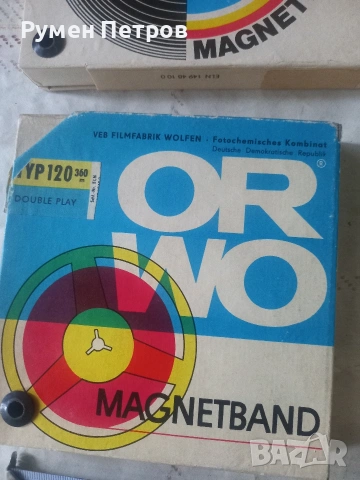 Румен Петров
MAGNET
VEB FILMFABRIK WOLFEN - Fotochemisches Kombinat
Deutsche Demokratische Republik
TYP 120 360 m
DOUBLE PLAY
OR
WO
®
MAGNETBAND
BAZAR